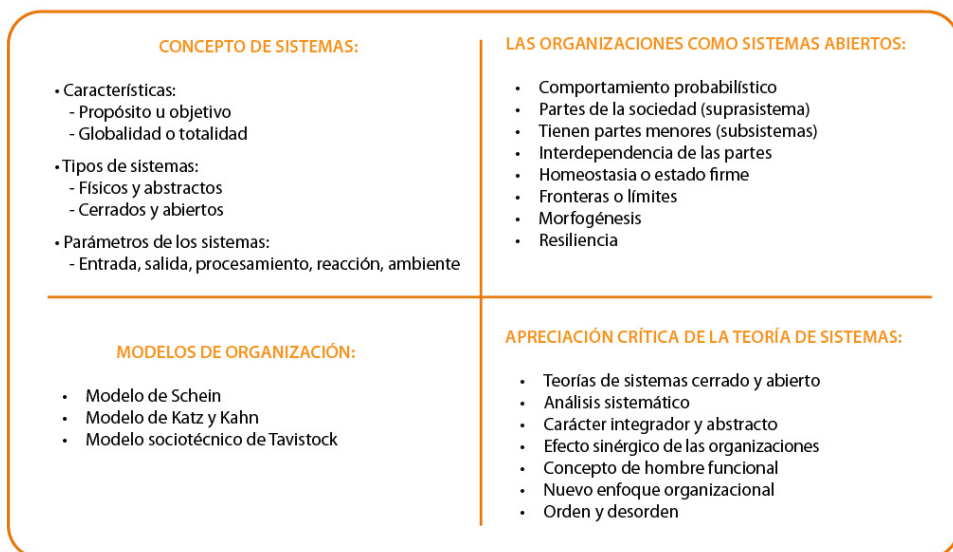 CONCEPTO DE SISTEMAS:
• Características:
- Propósito u objetivo
- Globalidad o totalidad
• Tipos de sistemas:
- Físicos y abstractos
- Cerrados y abiertos
• Parámetros de los sistemas:
- Entrada, salida, procesamiento, reacción, ambiente
LAS ORGANIZACIONES COMO SISTEMAS ABIERTOS:
• Comportamiento probabilístico
• Partes de la sociedad (suprasistema)
• Tienen partes menores (subsistemas)
• Interdependencia de las partes
• Homeostasia o estado firme
• Fronteras o límites
• Morfogénesis
• Resiliencia
MODELOS DE ORGANIZACIÓN:
• Modelo de Schein
• Modelo de Katz y Kahn
• Modelo sociotécnico de Tavistock
APRECIACIÓN CRÍTICA DE LA TEORÍA DE SISTEMAS:
• Teorías de sistemas cerrado y abierto
• Análisis sistemático
• Carácter integrador y abstracto
• Efecto sinérgico de las organizaciones
• Concepto de hombre funcional
• Nuevo enfoque organizacional
• Orden y desorden